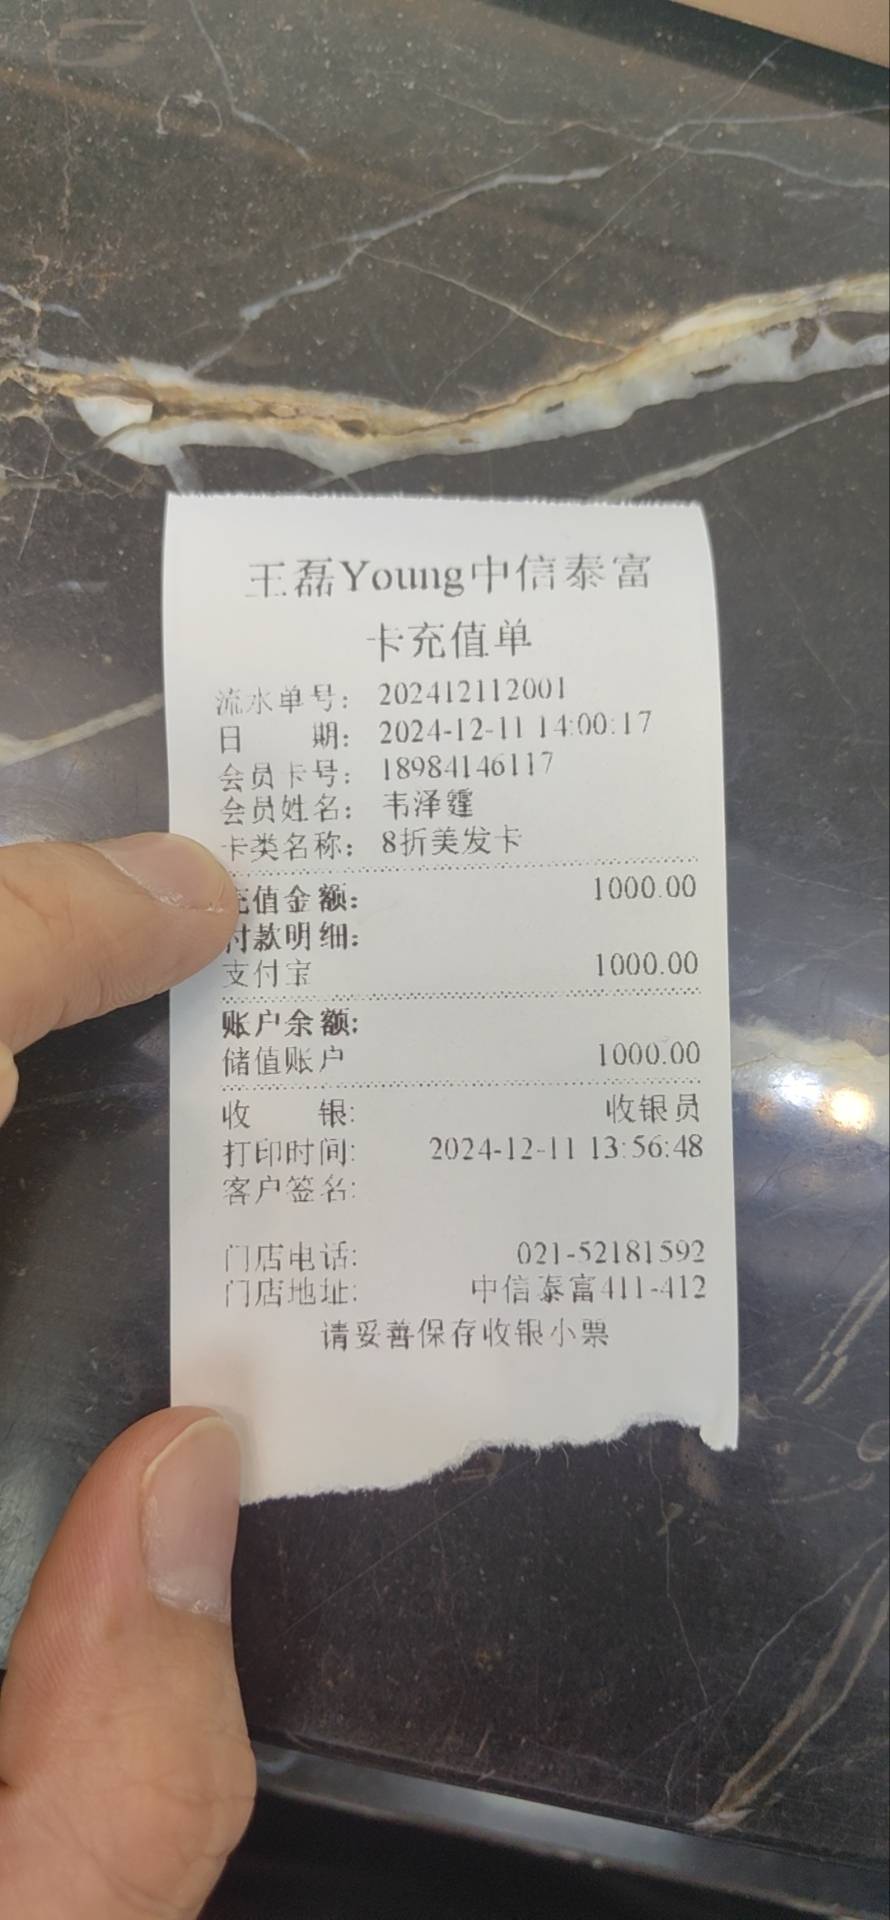 王磊Young中信泰富
卡充值单
流水单号: 202412112001
日 期: 2024-12-11 14:00:17
会员卡号: 18984146117
会员姓名: 韦泽霆
卡类名称: 8折美发卡
充值金额: 1000.00
付款明细:
支付宝 1000.00
账户余额:
储值账户 1000.00
收 银: 收银员
打印时间: 2024-12-11 13:56:48
客户签名:
门店电话: 021-52181592
门店地址: 中信泰富411-412
请妥善保存收银小票